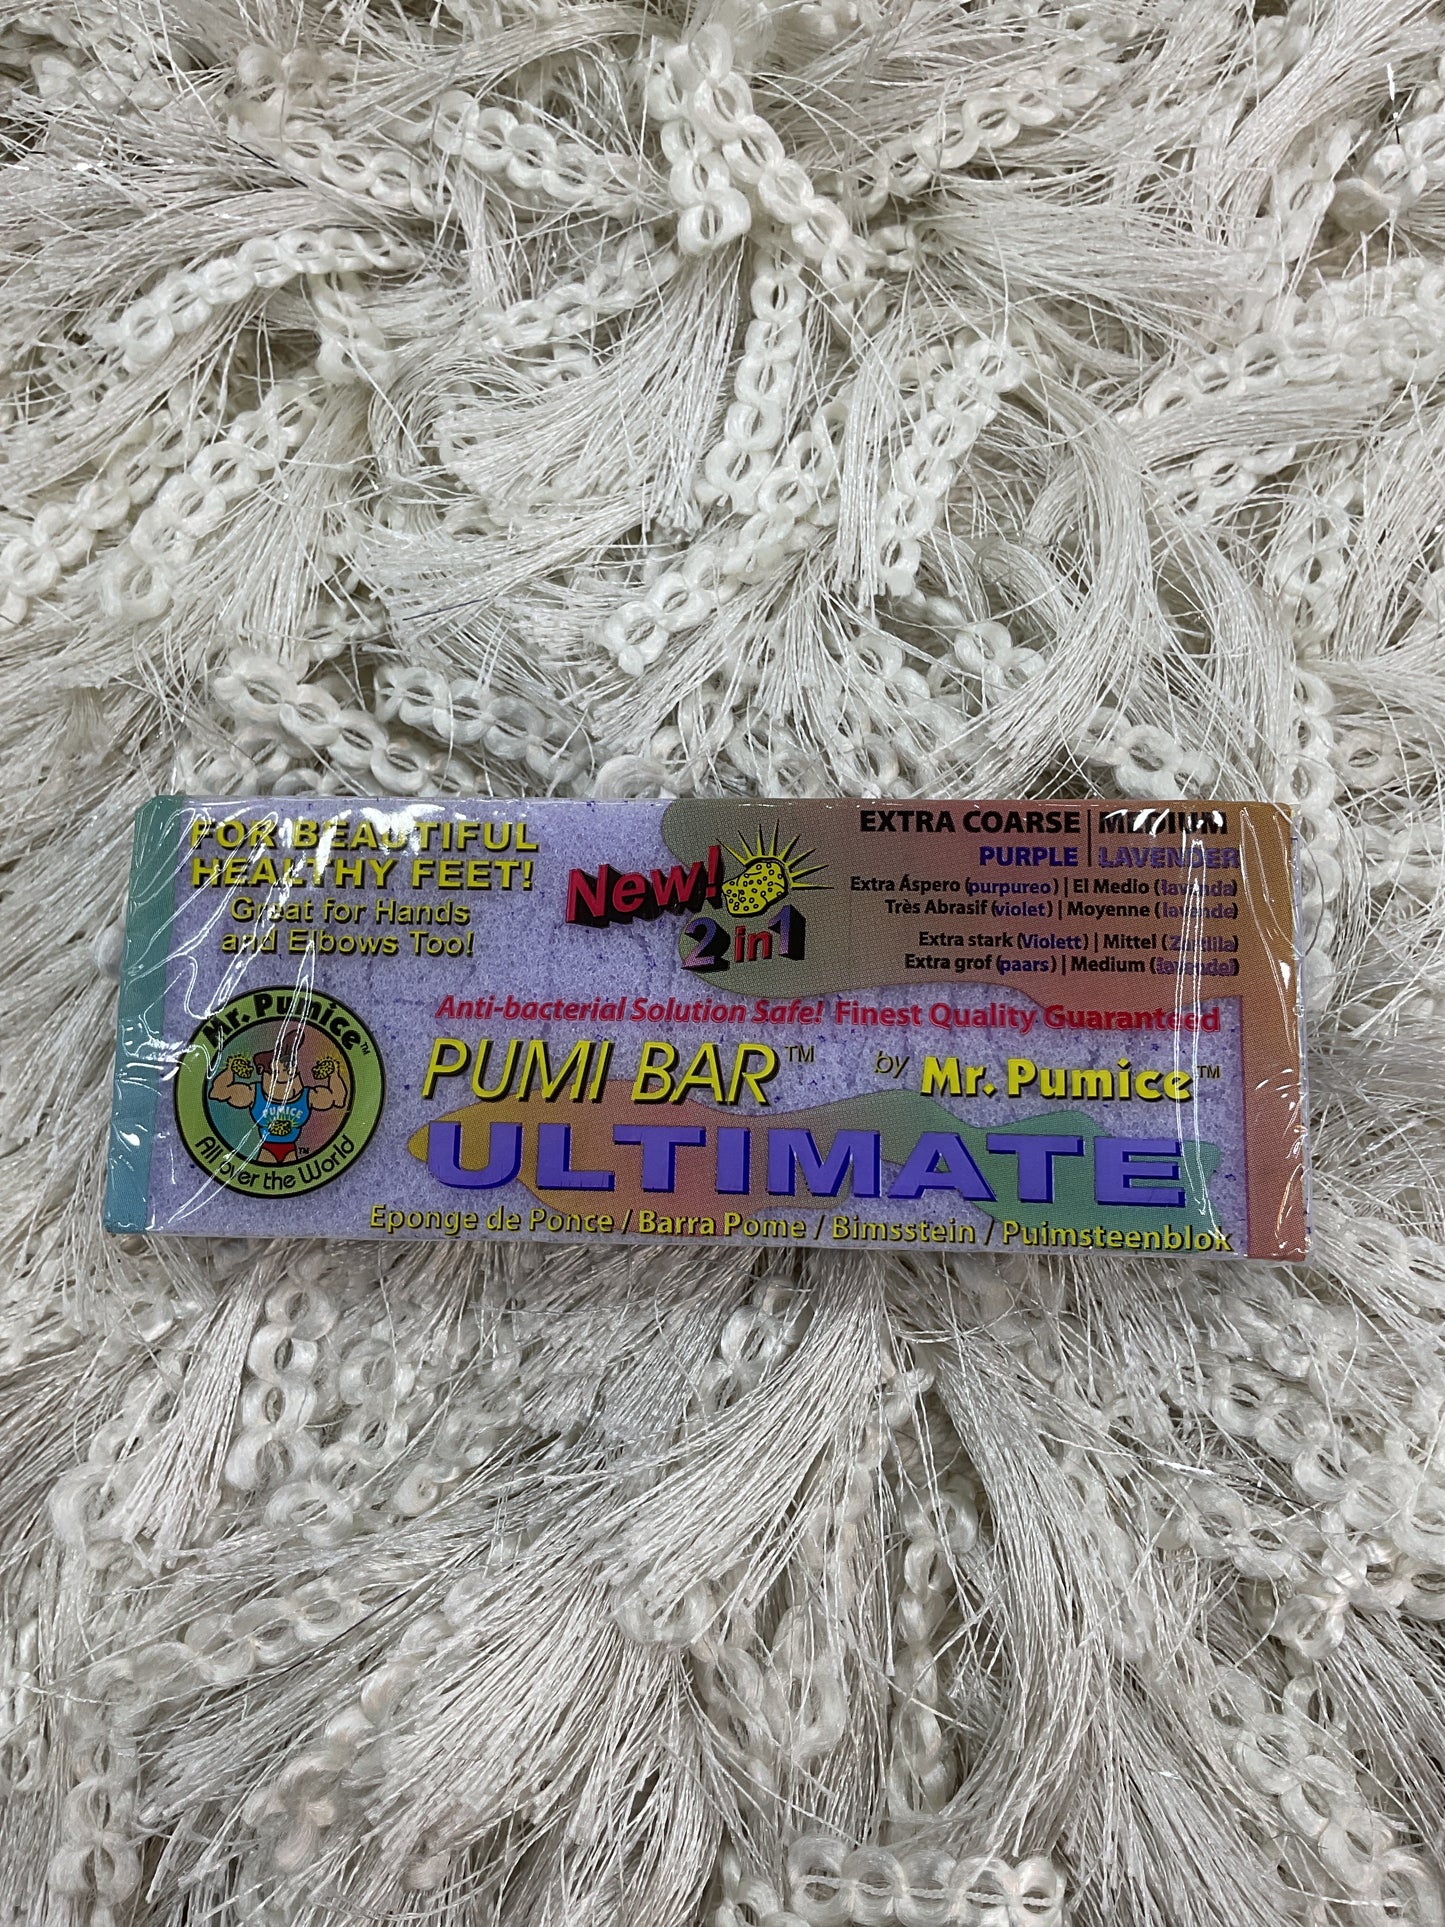 FOR BEAUTIFUL
HEALTHY FEET!
Great for Hands
and Elbows Too!
New!
2 in 1
EXTRA COARSE | MEDIUM
PURPLE | LAVENDER
Extra Áspero (purpureo) | El Medio (lavanda)
Très Abrasif (violet) | Moyenne (lavende)
Extra stark (Violett) | Mittel (Zartlila)
Extra grof (paars) | Medium (lavendel)
Anti-bacterial Solution Safe! Finest Quality Guaranteed
Mr. Pumice™
PUMICE
TM
All over the World
PUMI BAR™ by Mr. Pumice™
ULTIMATE
Eponge de Ponce / Barra Pome / Bimsstein / Puimsteenblok